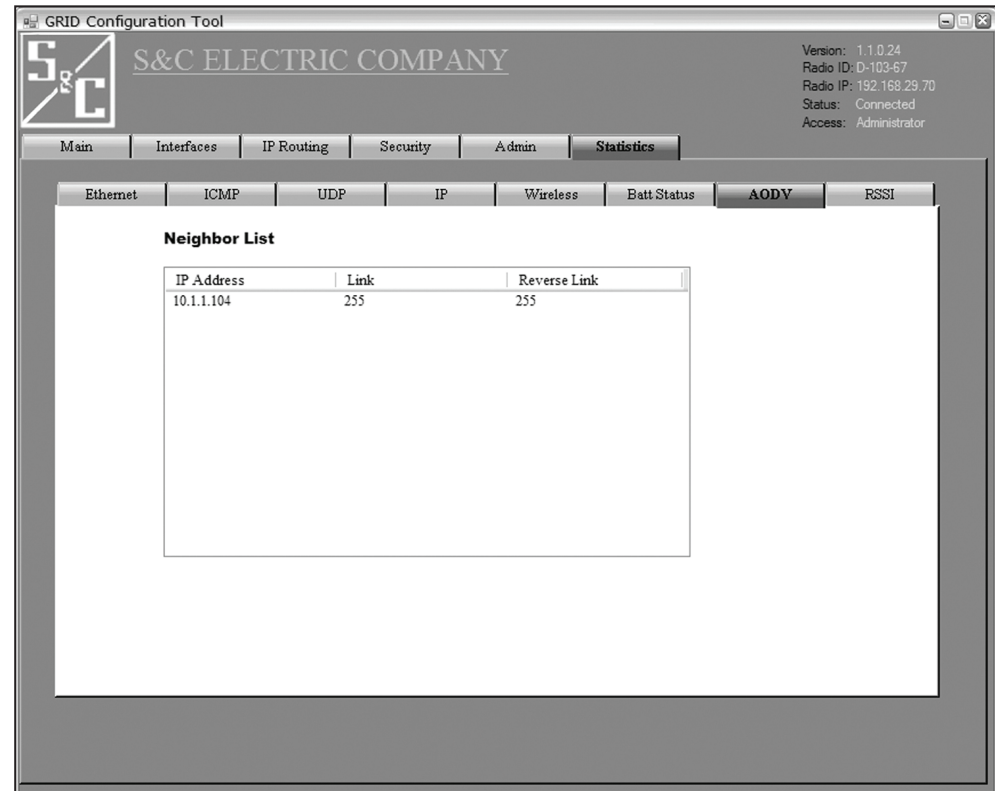 GRID Configuration Tool
S&C
S&C ELECTRIC COMPANY
Version: 1.1.0.24
Radio ID: D-103-67
Radio IP: 192.168.29.70
Status: Connected
Access: Administrator
Main Interfaces IP Routing Security Admin Statistics
Ethernet ICMP UDP IP Wireless Batt Status AODV RSSI
Neighbor List
IP Address Link Reverse Link
10.1.1.104 255 255